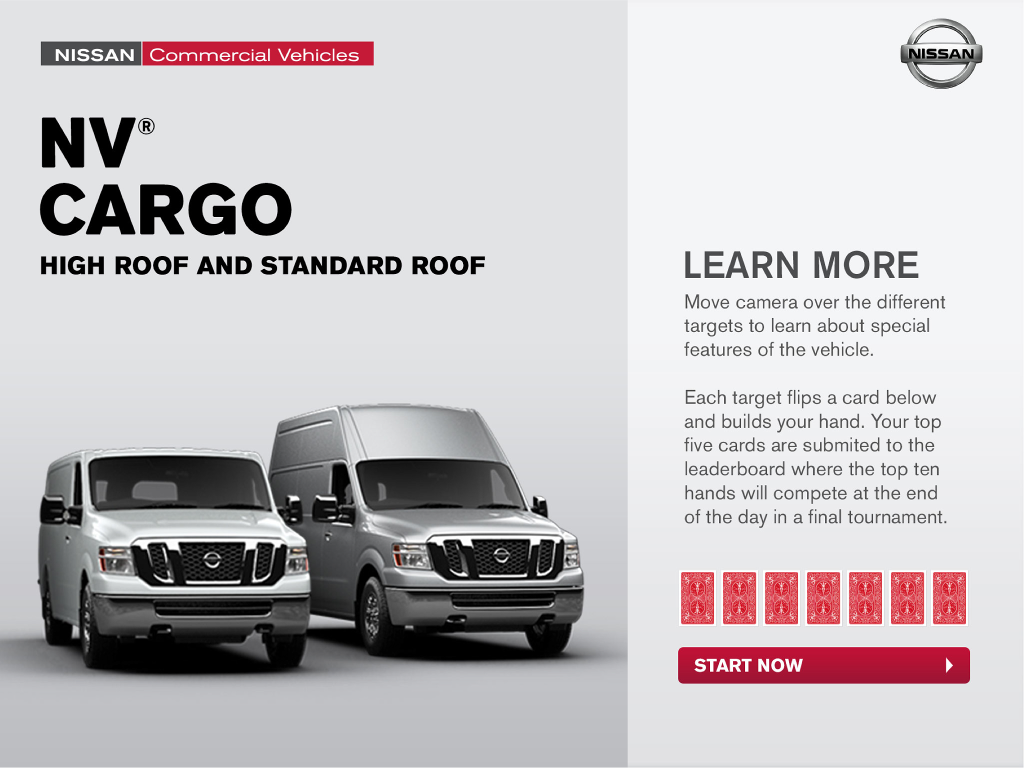 NISSAN Commercial Vehicles
NISSAN
NV®
CARGO
HIGH ROOF AND STANDARD ROOF
LEARN MORE
Move camera over the different
targets to learn about special
features of the vehicle.
Each target flips a card below
and builds your hand. Your top
five cards are submited to the
leaderboard where the top ten
hands will compete at the end
of the day in a final tournament.
START NOW